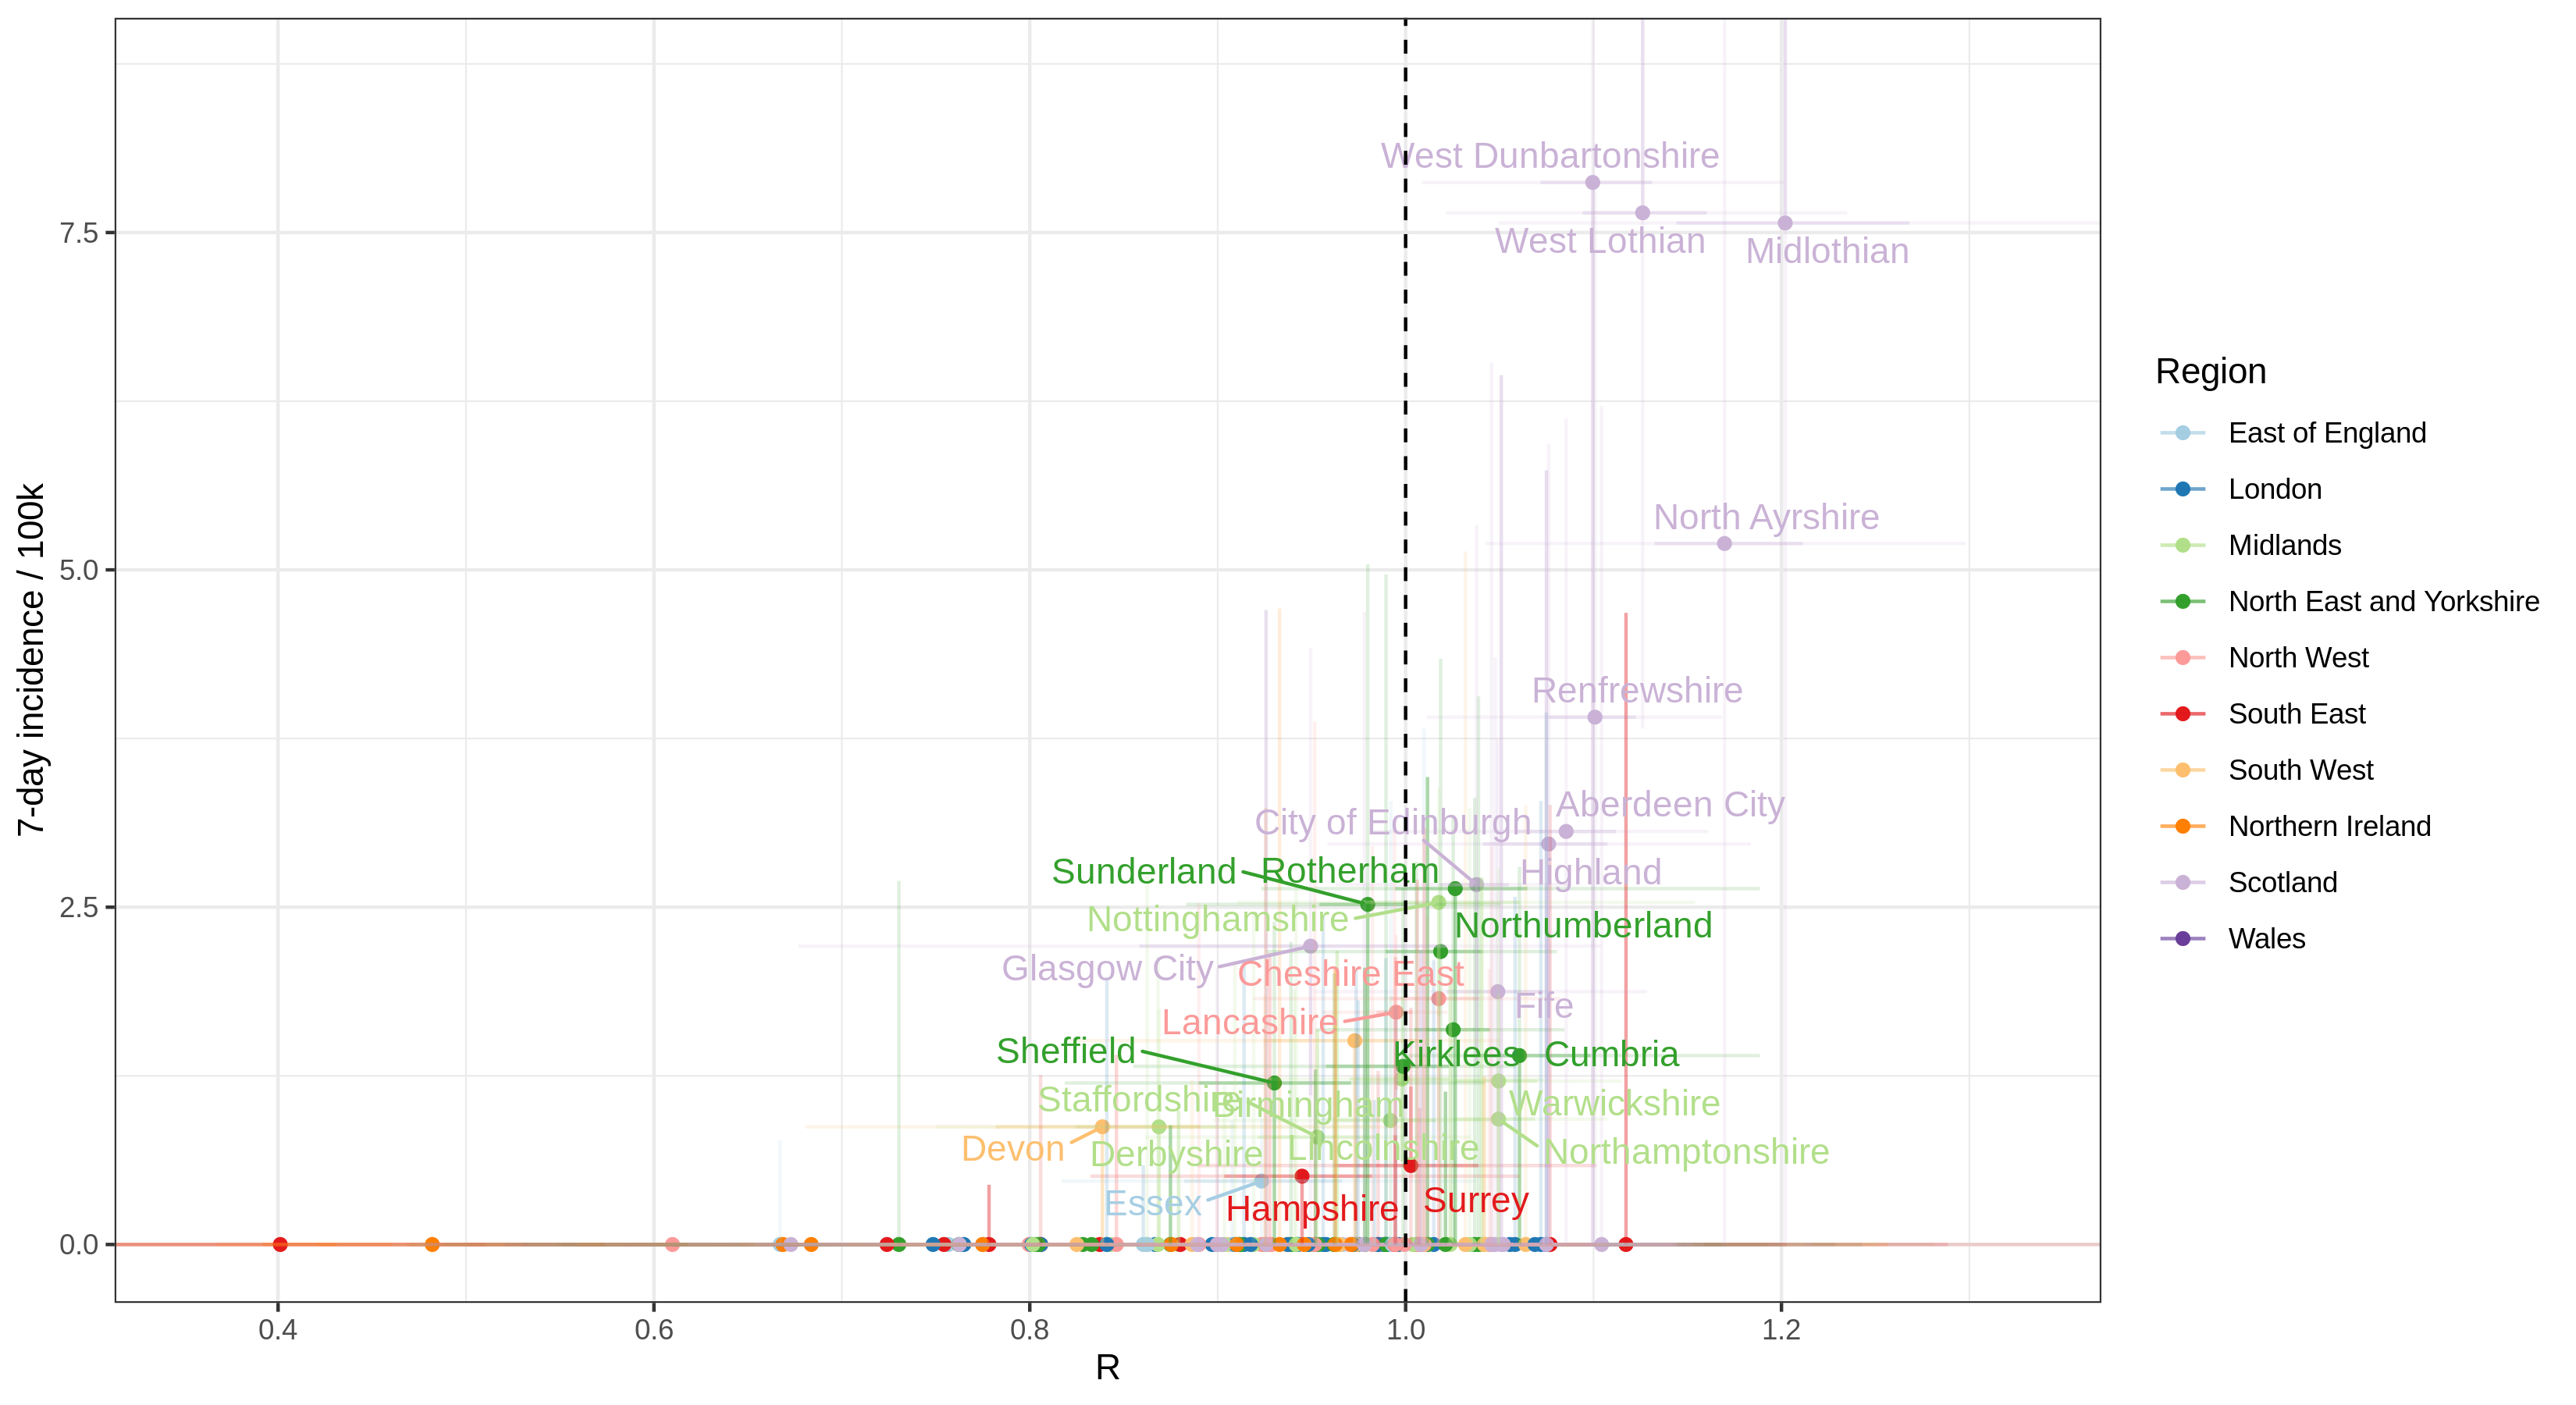 West Dunbartonshire
7.5
West Lothian
Midlothian
North Ayrshire
5.0
Renfrewshire
Aberdeen City
City of Edinburgh
Sunderland
Rotherham
Highland
2.5
Nottinghamshire
Northumberland
Glasgow City
Cheshire East
Fife
Lancashire
Sheffield
Kirklees
Cumbria
Staffordshire
Birmingham
Warwickshire
Devon
Derbyshire
Lincolnshire
Northamptonshire
Essex
Hampshire
Surrey
0.0
0.4
0.6
0.8
1.0
1.2
R
7-day incidence / 100k
Region
East of England
London
Midlands
North East and Yorkshire
North West
South East
South West
Northern Ireland
Scotland
Wales